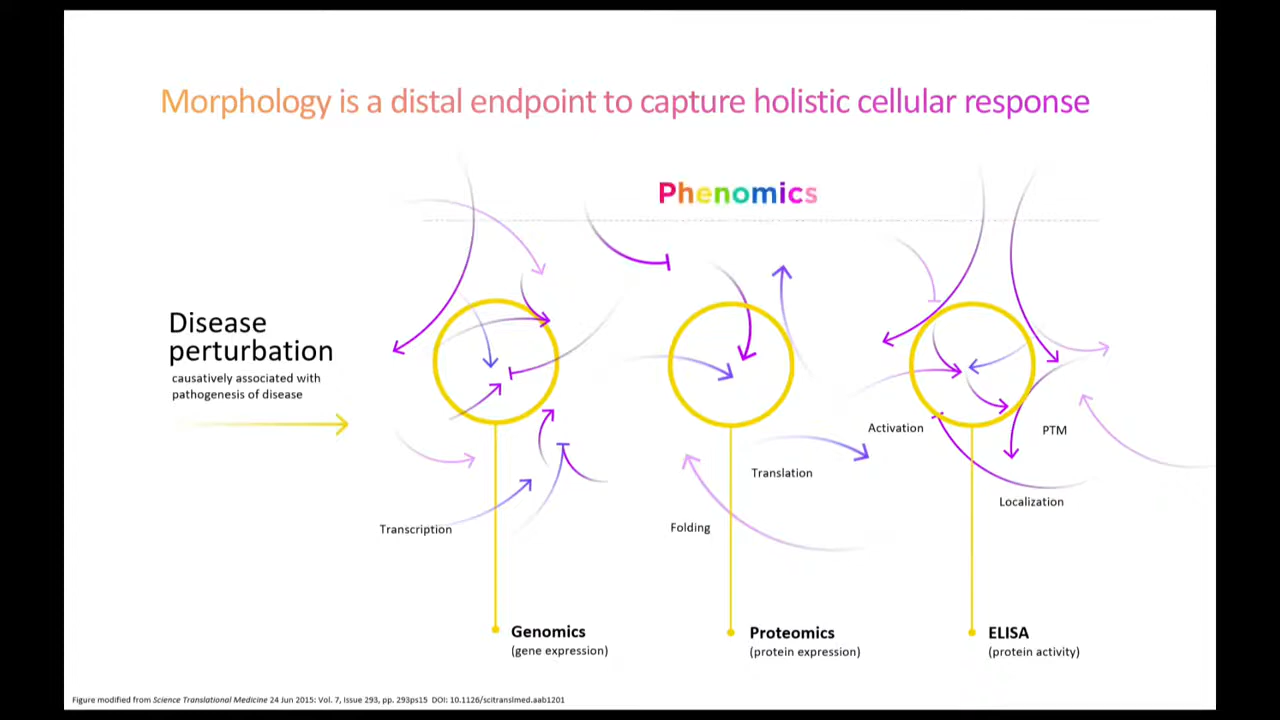 Morphology is a distal endpoint to capture holistic cellular response
Phenomics
Disease
perturbation
causatively associated with
pathogenesis of disease
Activation
PTM
Translation
Localization
Transcription
Folding
Genomics
(gene expression)
Proteomics
(protein expression)
ELISA
(protein activity)
Figure modified from Science Translational Medicine 24 Jun 2015: Vol. 7, Issue 293, pp. 293ps15 DOI: 10.1126/scitranslmed.aab1201